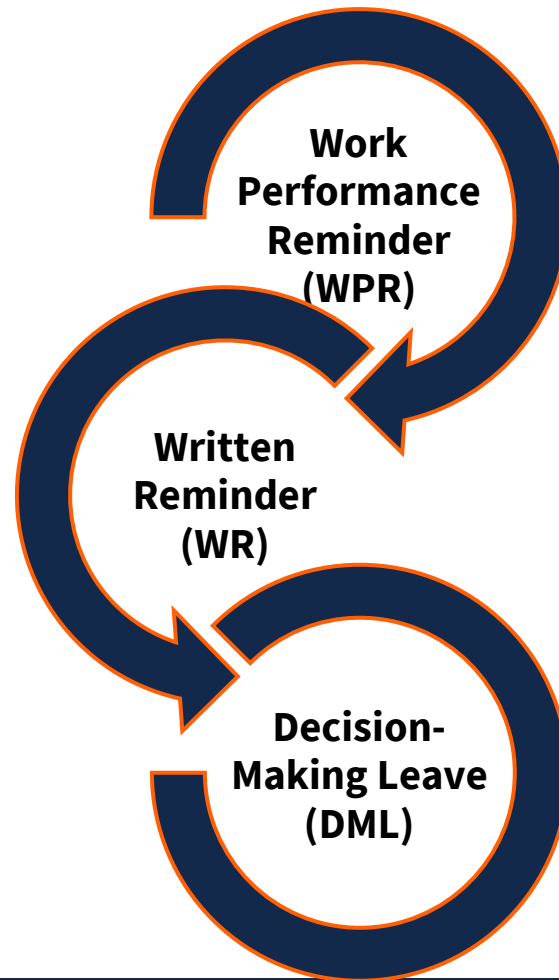 Work
Performance
Reminder
(WPR)
Written
Reminder
(WR)
Decision-
Making Leave
(DML)